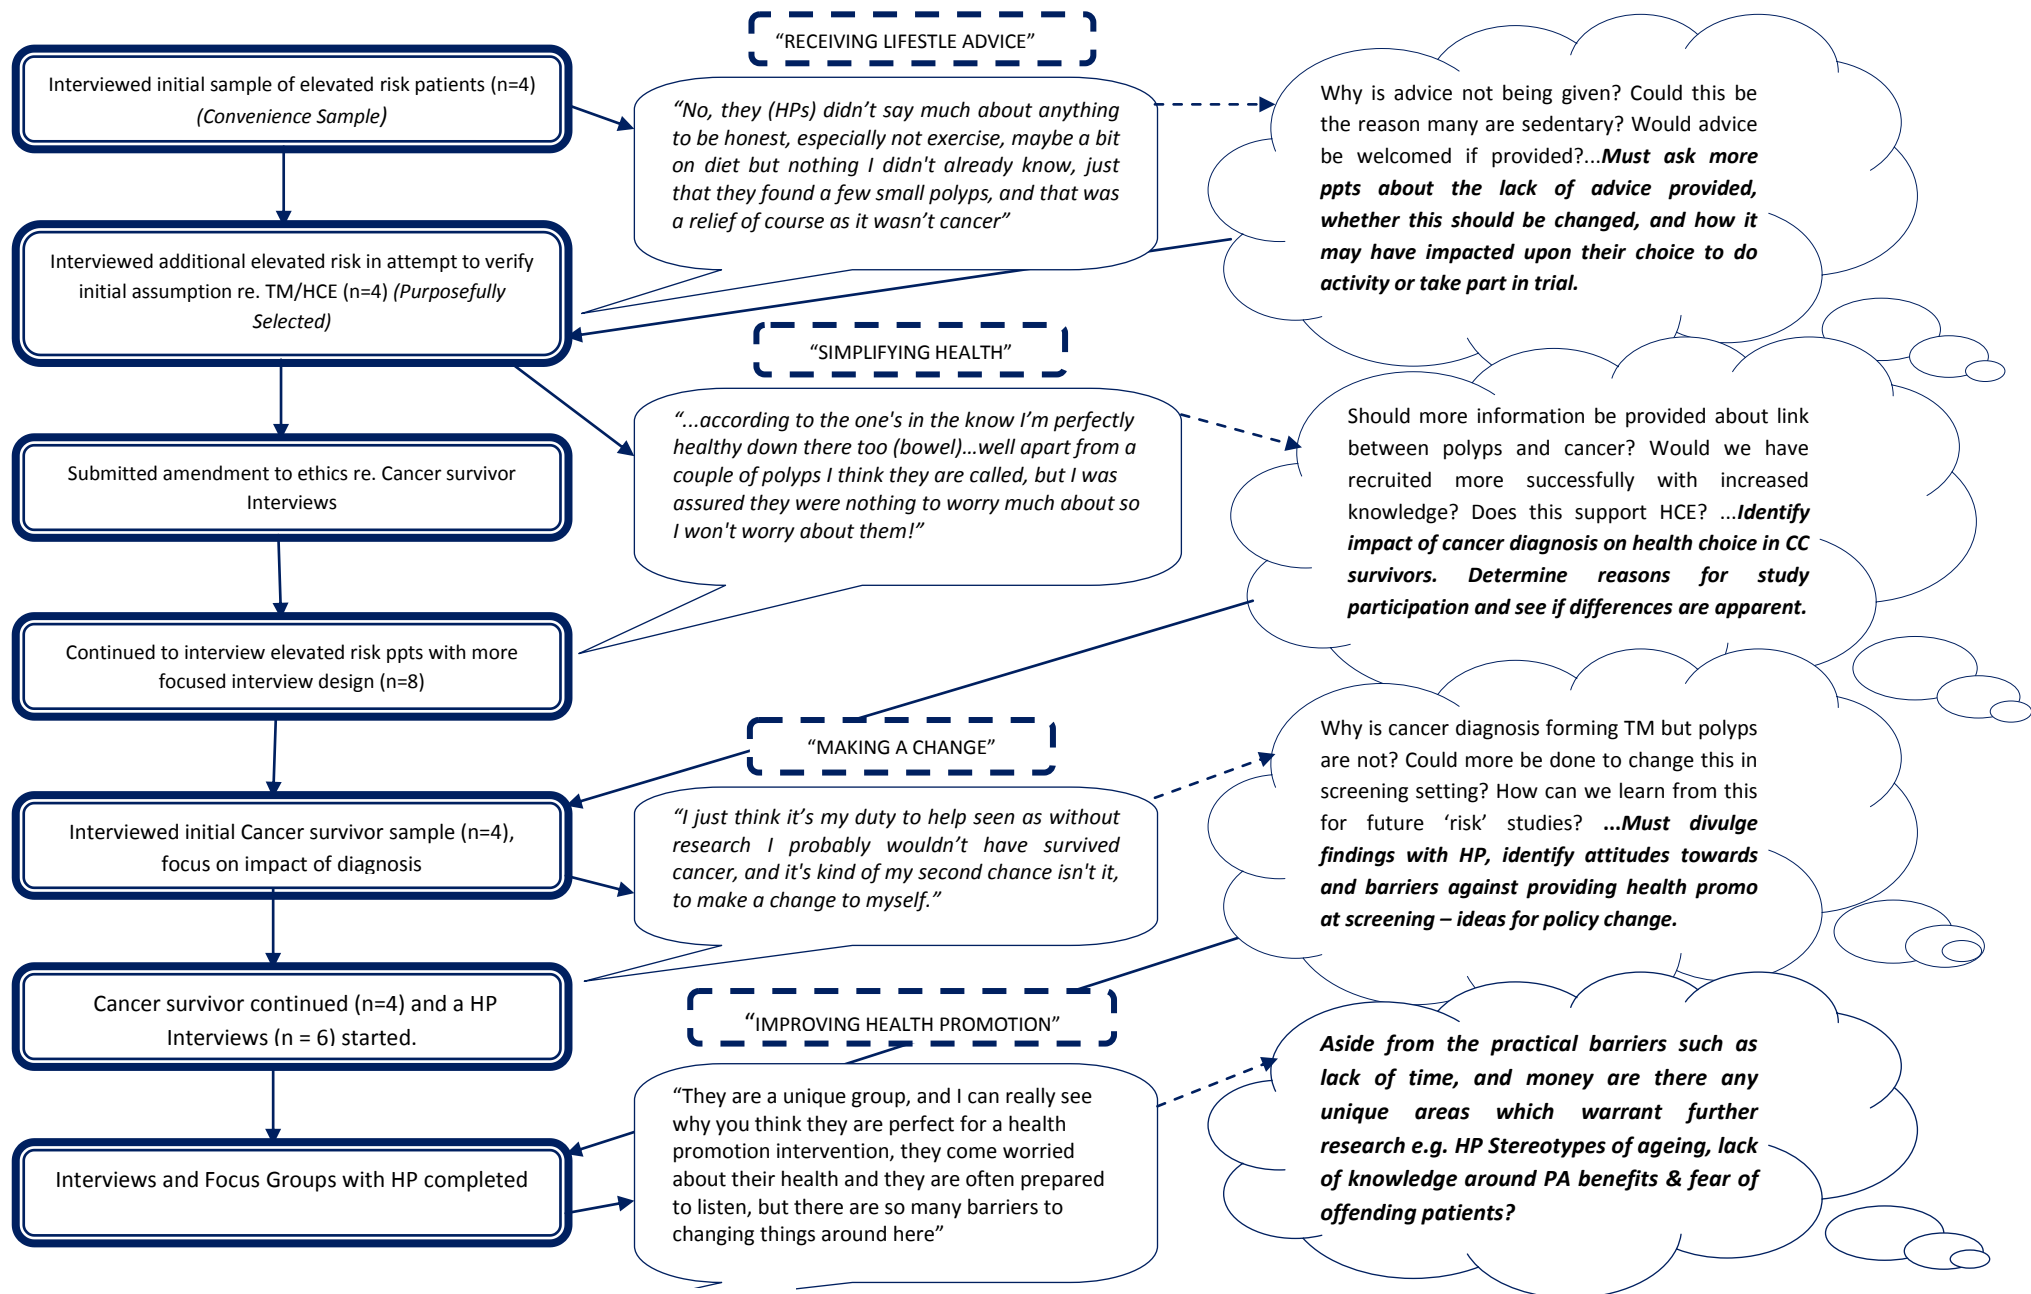 “RECEIVING LIFESTLE ADVICE”
Interviewed initial sample of elevated risk patients (n=4)
(Convenience Sample)
“No, they (HPs) didn’t say much about anything
to be honest, especially not exercise, maybe a bit
on diet but nothing I didn't already know, just
that they found a few small polyps, and that was
a relief of course as it wasn’t cancer”
Why is advice not being given? Could this be
the reason many are sedentary? Would advice
be welcomed if provided?...Must ask more
ppts about the lack of advice provided,
whether this should be changed, and how it
may have impacted upon their choice to do
activity or take part in trial.
Interviewed additional elevated risk in attempt to verify
initial assumption re. TM/HCE (n=4) (Purposefully
Selected)
“SIMPLIFYING HEALTH”
“...according to the one's in the know I’m perfectly
healthy down there too (bowel)...well apart from a
couple of polyps I think they are called, but I was
assured they were nothing to worry much about so
I won't worry about them!”
Should more information be provided about link
between polyps and cancer? Would we have
recruited more successfully with increased
knowledge? Does this support HCE? ...Identify
impact of cancer diagnosis on health choice in CC
survivors. Determine reasons for study
participation and see if differences are apparent.
Submitted amendment to ethics re. Cancer survivor
Interviews
Continued to interview elevated risk ppts with more
focused interview design (n=8)
“MAKING A CHANGE”
Interviewed initial Cancer survivor sample (n=4),
focus on impact of diagnosis
“I just think it’s my duty to help seen as without
research I probably wouldn’t have survived
cancer, and it's kind of my second chance isn't it,
to make a change to myself.”
Why is cancer diagnosis forming TM but polyps
are not? Could more be done to change this in
screening setting? How can we learn from this
for future ‘risk’ studies? ...Must divulge
findings with HP, identify attitudes towards
and barriers against providing health promo
at screening – ideas for policy change.
Cancer survivor continued (n=4) and a HP
Interviews (n = 6) started.
“IMPROVING HEALTH PROMOTION”
Interviews and Focus Groups with HP completed
“They are a unique group, and I can really see
why you think they are perfect for a health
promotion intervention, they come worried
about their health and they are often prepared
to listen, but there are so many barriers to
changing things around here”
Aside from the practical barriers such as
lack of time, and money are there any
unique areas which warrant further
research e.g. HP Stereotypes of ageing, lack
of knowledge around PA benefits & fear of
offending patients?